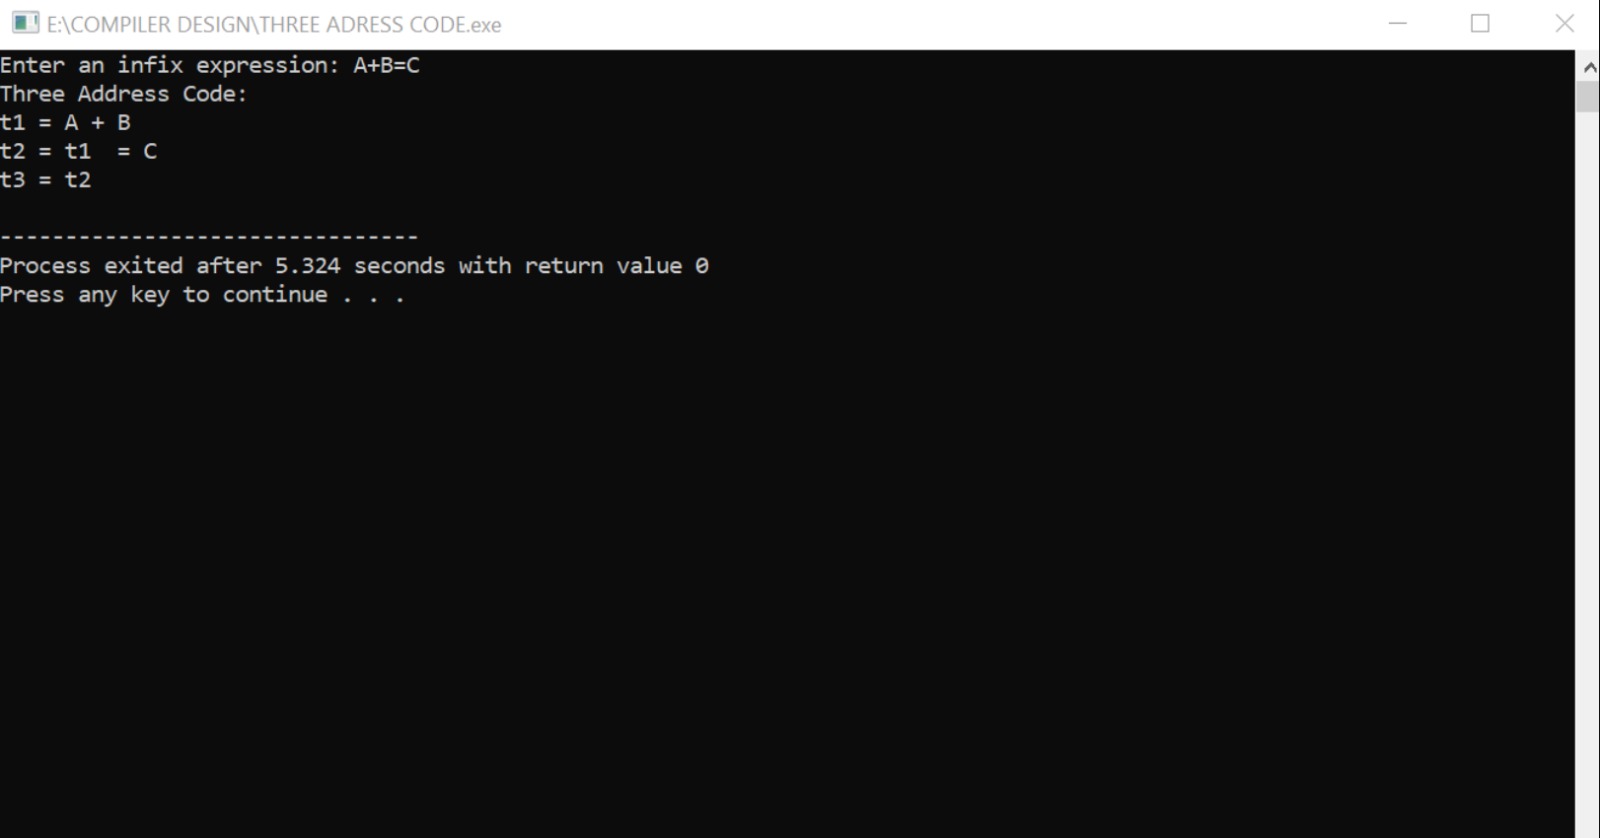 E:\COMPILER DESIGN\THREE ADRESS CODE.exe
Enter an infix expression: A+B=C
Three Address Code:
t1 = A + B
t2 = t1  = C
t3 = t2
--------------------------------
Process exited after 5.324 seconds with return value 0
Press any key to continue . . .